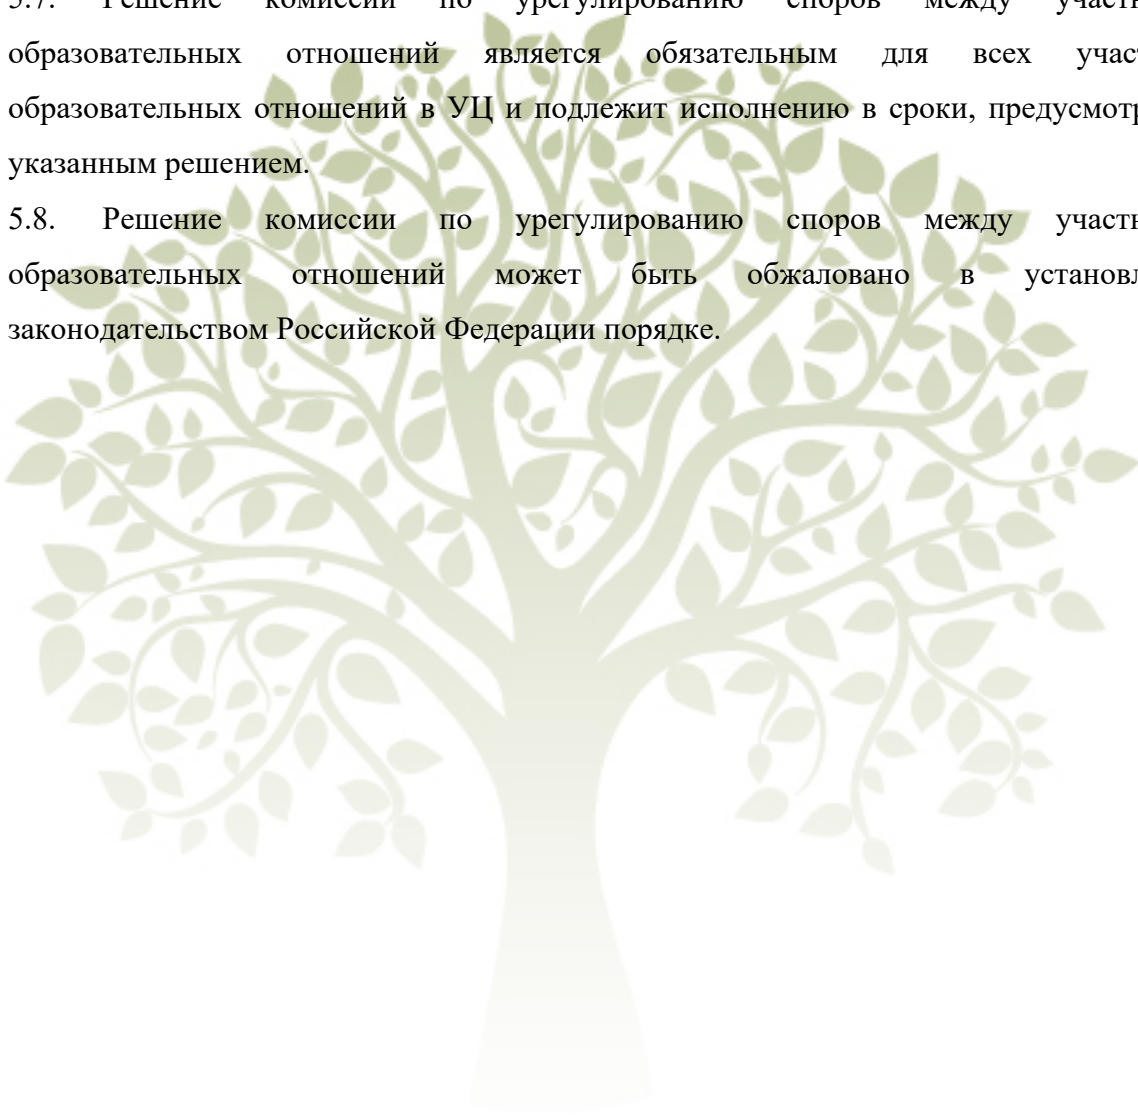 5.7. Решение комиссии по урегулированию споров между участн
образовательных отношений является обязательным для всех участ
образовательных отношений в УЦ и подлежит исполнению в сроки, предусмотр
указанным решением.
5.8. Решение комиссии по урегулированию споров между участн
образовательных отношений может быть обжаловано в установл
законодательством Российской Федерации порядке.